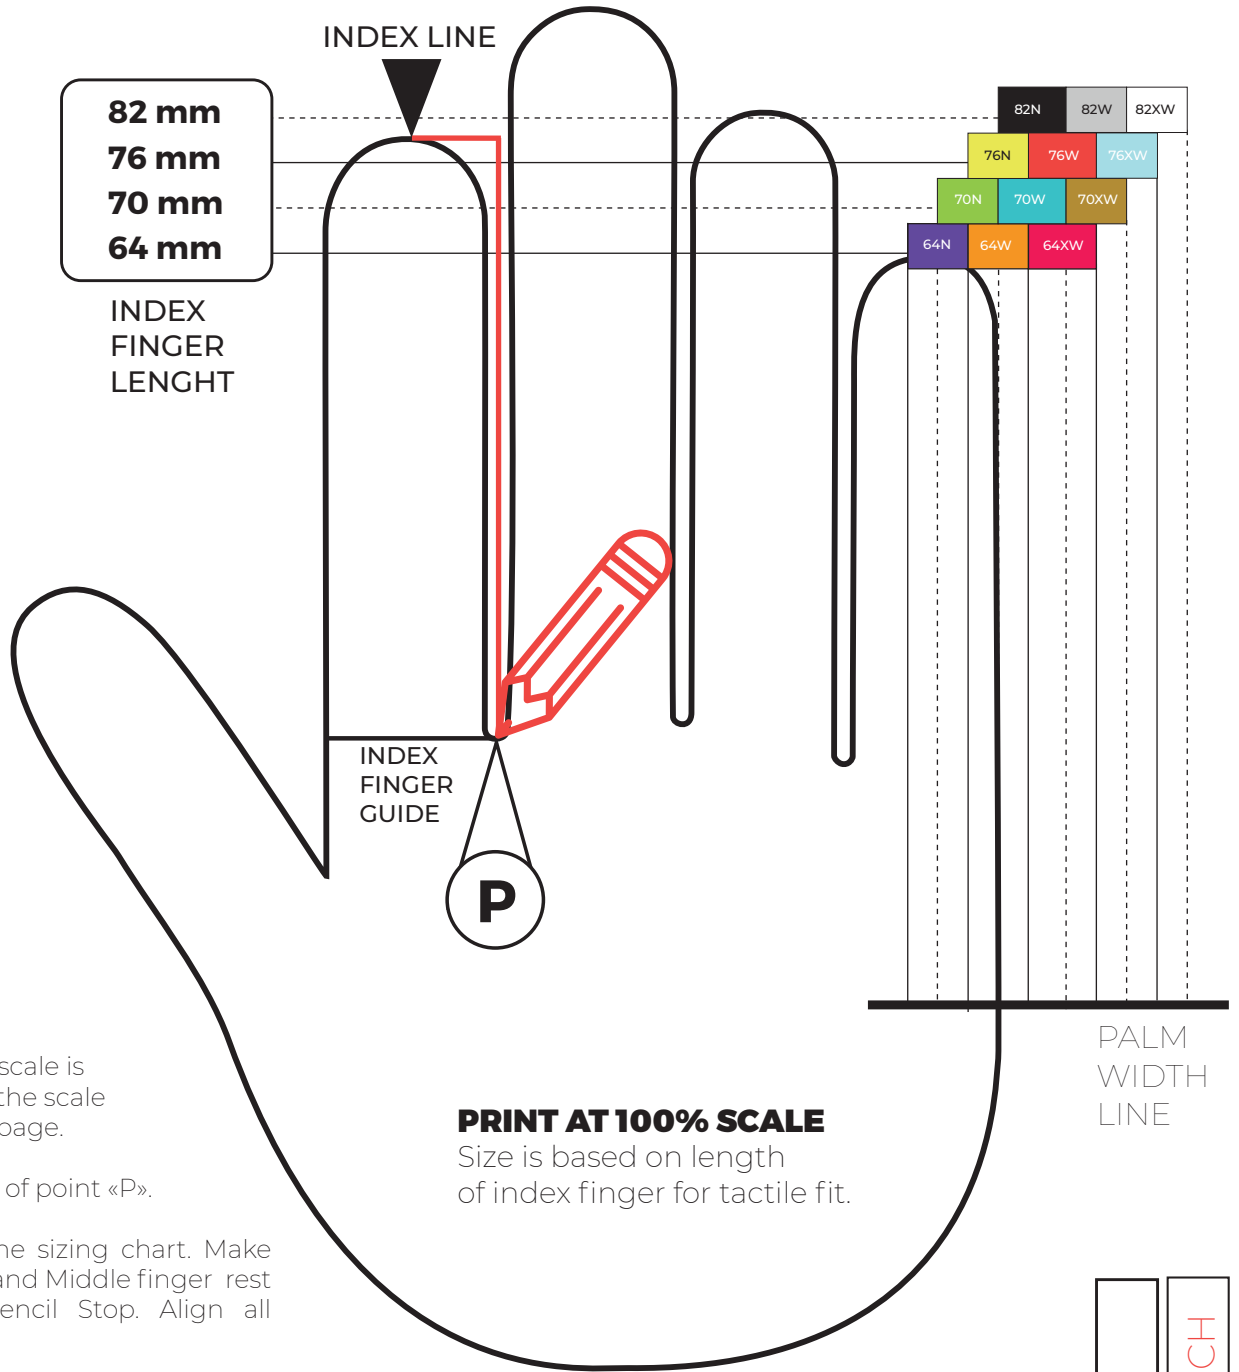 INDEX LINE
82 mm
76 mm
70 mm
64 mm
INDEX
FINGER
LENGHT
82N 82W 82XW
76N 76W 76XW
70N 70W 70XW
64N 64W 64XW
INDEX
FINGER
GUIDE
P
PALM
WIDTH
LINE
scale is
the scale
page.
of point «P».
PRINT AT 100% SCALE
Size is based on length
of index finger for tactile fit.
sizing chart. Make
and Middle finger rest
Stop. Align all
CH